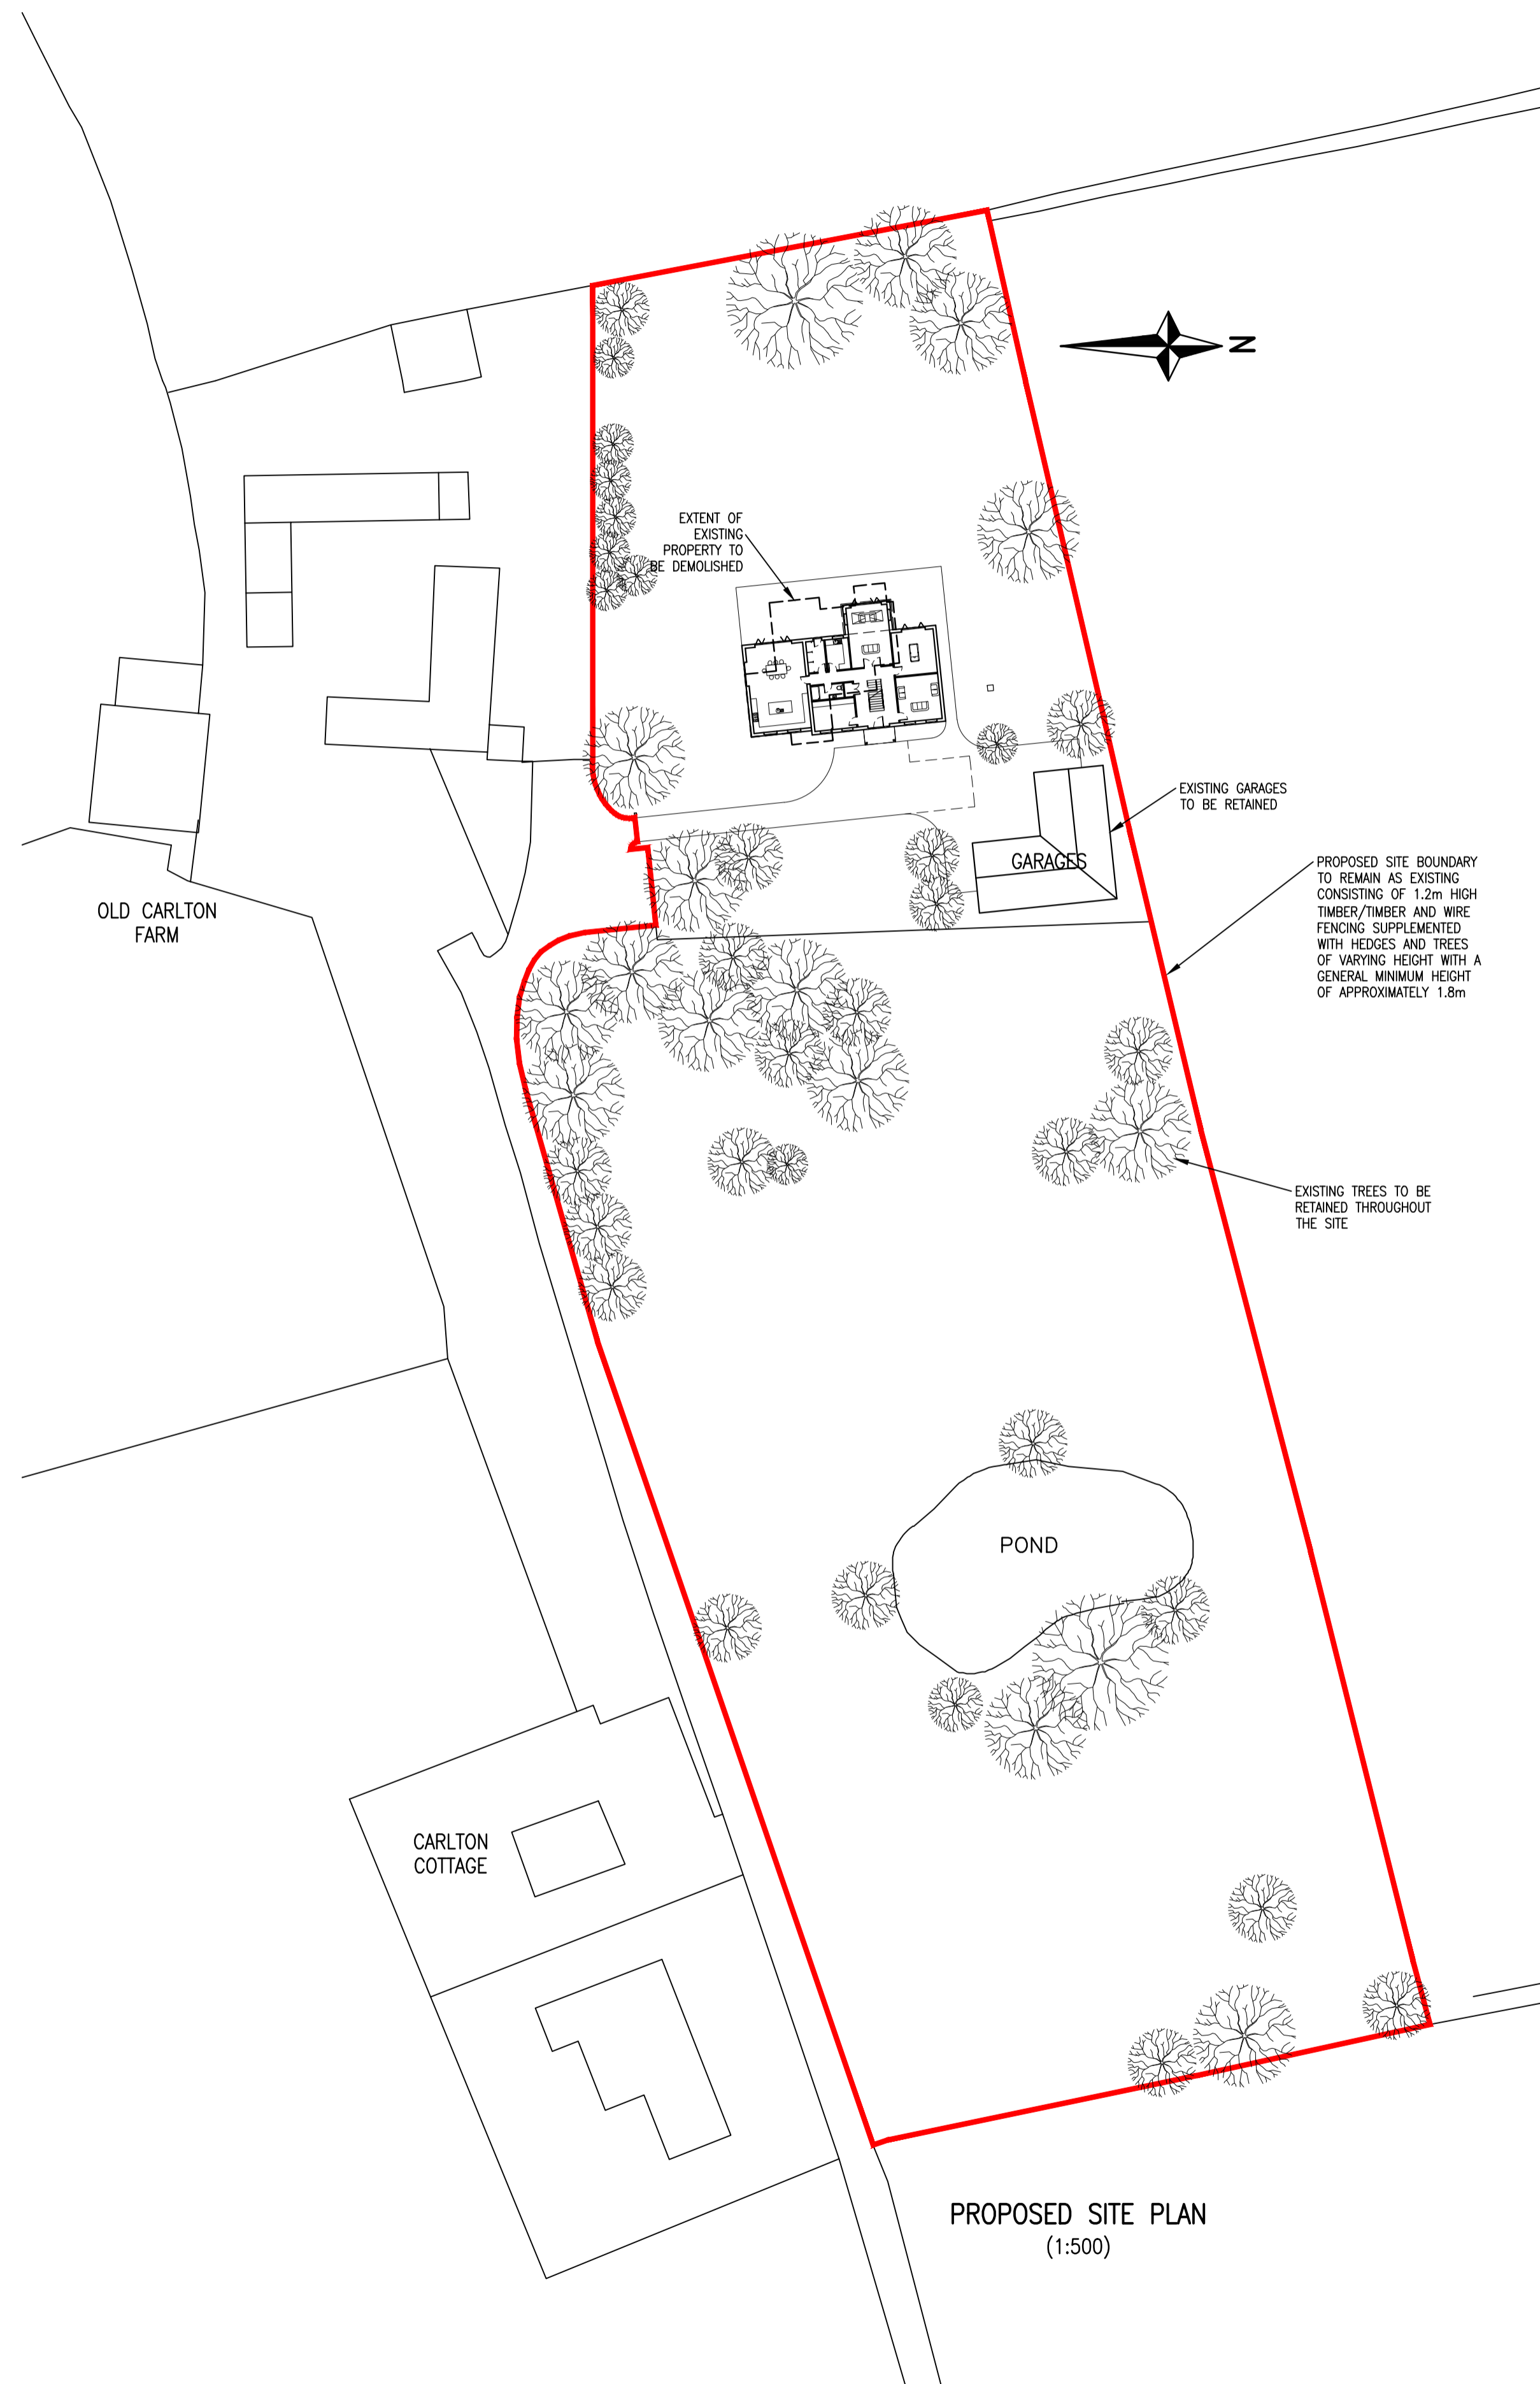 N
EXTENT OF
EXISTING
PROPERTY TO
BE DEMOLISHED
EXISTING GARAGES
TO BE RETAINED
GARAGES
PROPOSED SITE BOUNDARY
TO REMAIN AS EXISTING
CONSISTING OF 1.2m HIGH
TIMBER/TIMBER AND WIRE
FENCING SUPPLEMENTED
WITH HEDGES AND TREES
OF VARYING HEIGHT WITH A
GENERAL MINIMUM HEIGHT
OF APPROXIMATELY 1.8m
OLD CARLTON
FARM
EXISTING TREES TO BE
RETAINED THROUGHOUT
THE SITE
POND
CARLTON
COTTAGE
PROPOSED SITE PLAN
(1:500)